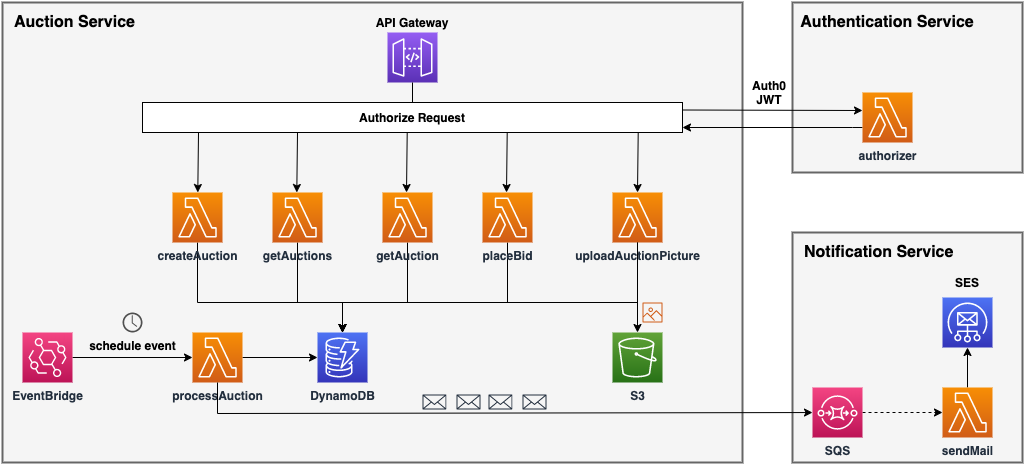 Auction Service
API Gateway
Authorize Request
Auth0
JWT
Authentication Service
authorizer
createAuction
getAuctions
getAuction
placeBid
uploadAuctionPicture
schedule event
EventBridge
processAuction
DynamoDB
S3
Notification Service
SES
SQS
sendMail